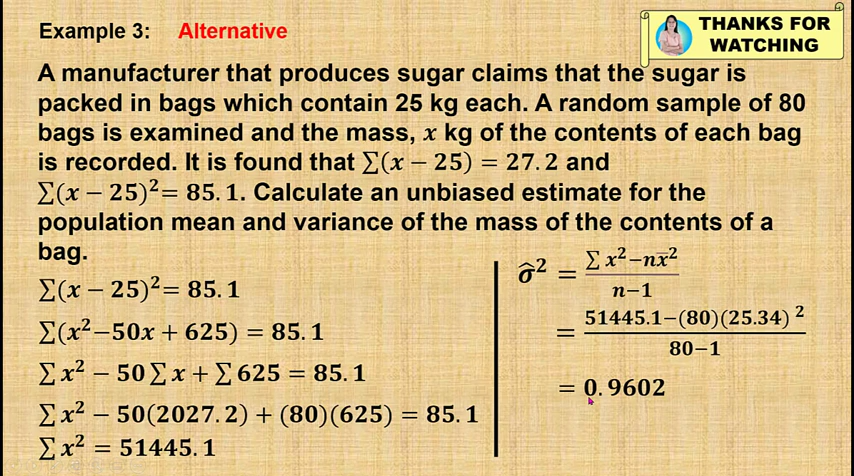 Example 3: Alternative
THANKS FOR
WATCHING
A manufacturer that produces sugar claims that the sugar is
packed in bags which contain 25 kg each. A random sample of 80
bags is examined and the mass, x kg of the contents of each bag
is recorded. It is found that ∑(x − 25) = 27.2 and
∑(x − 25)²= 85.1. Calculate an unbiased estimate for the
population mean and variance of the mass of the contents of a
bag.
∑(x − 25)²= 85.1
∑(x²−50x + 625) = 85.1
∑x² − 50∑x + ∑625 = 85.1
∑x² − 50(2027.2) + (80)(625) = 85.1
∑x² = 51445.1
σ̂² = (∑x²−nx̄²)/(n−1)
= (51445.1−(80)(25.34)²)/(80−1)
= 0.9602